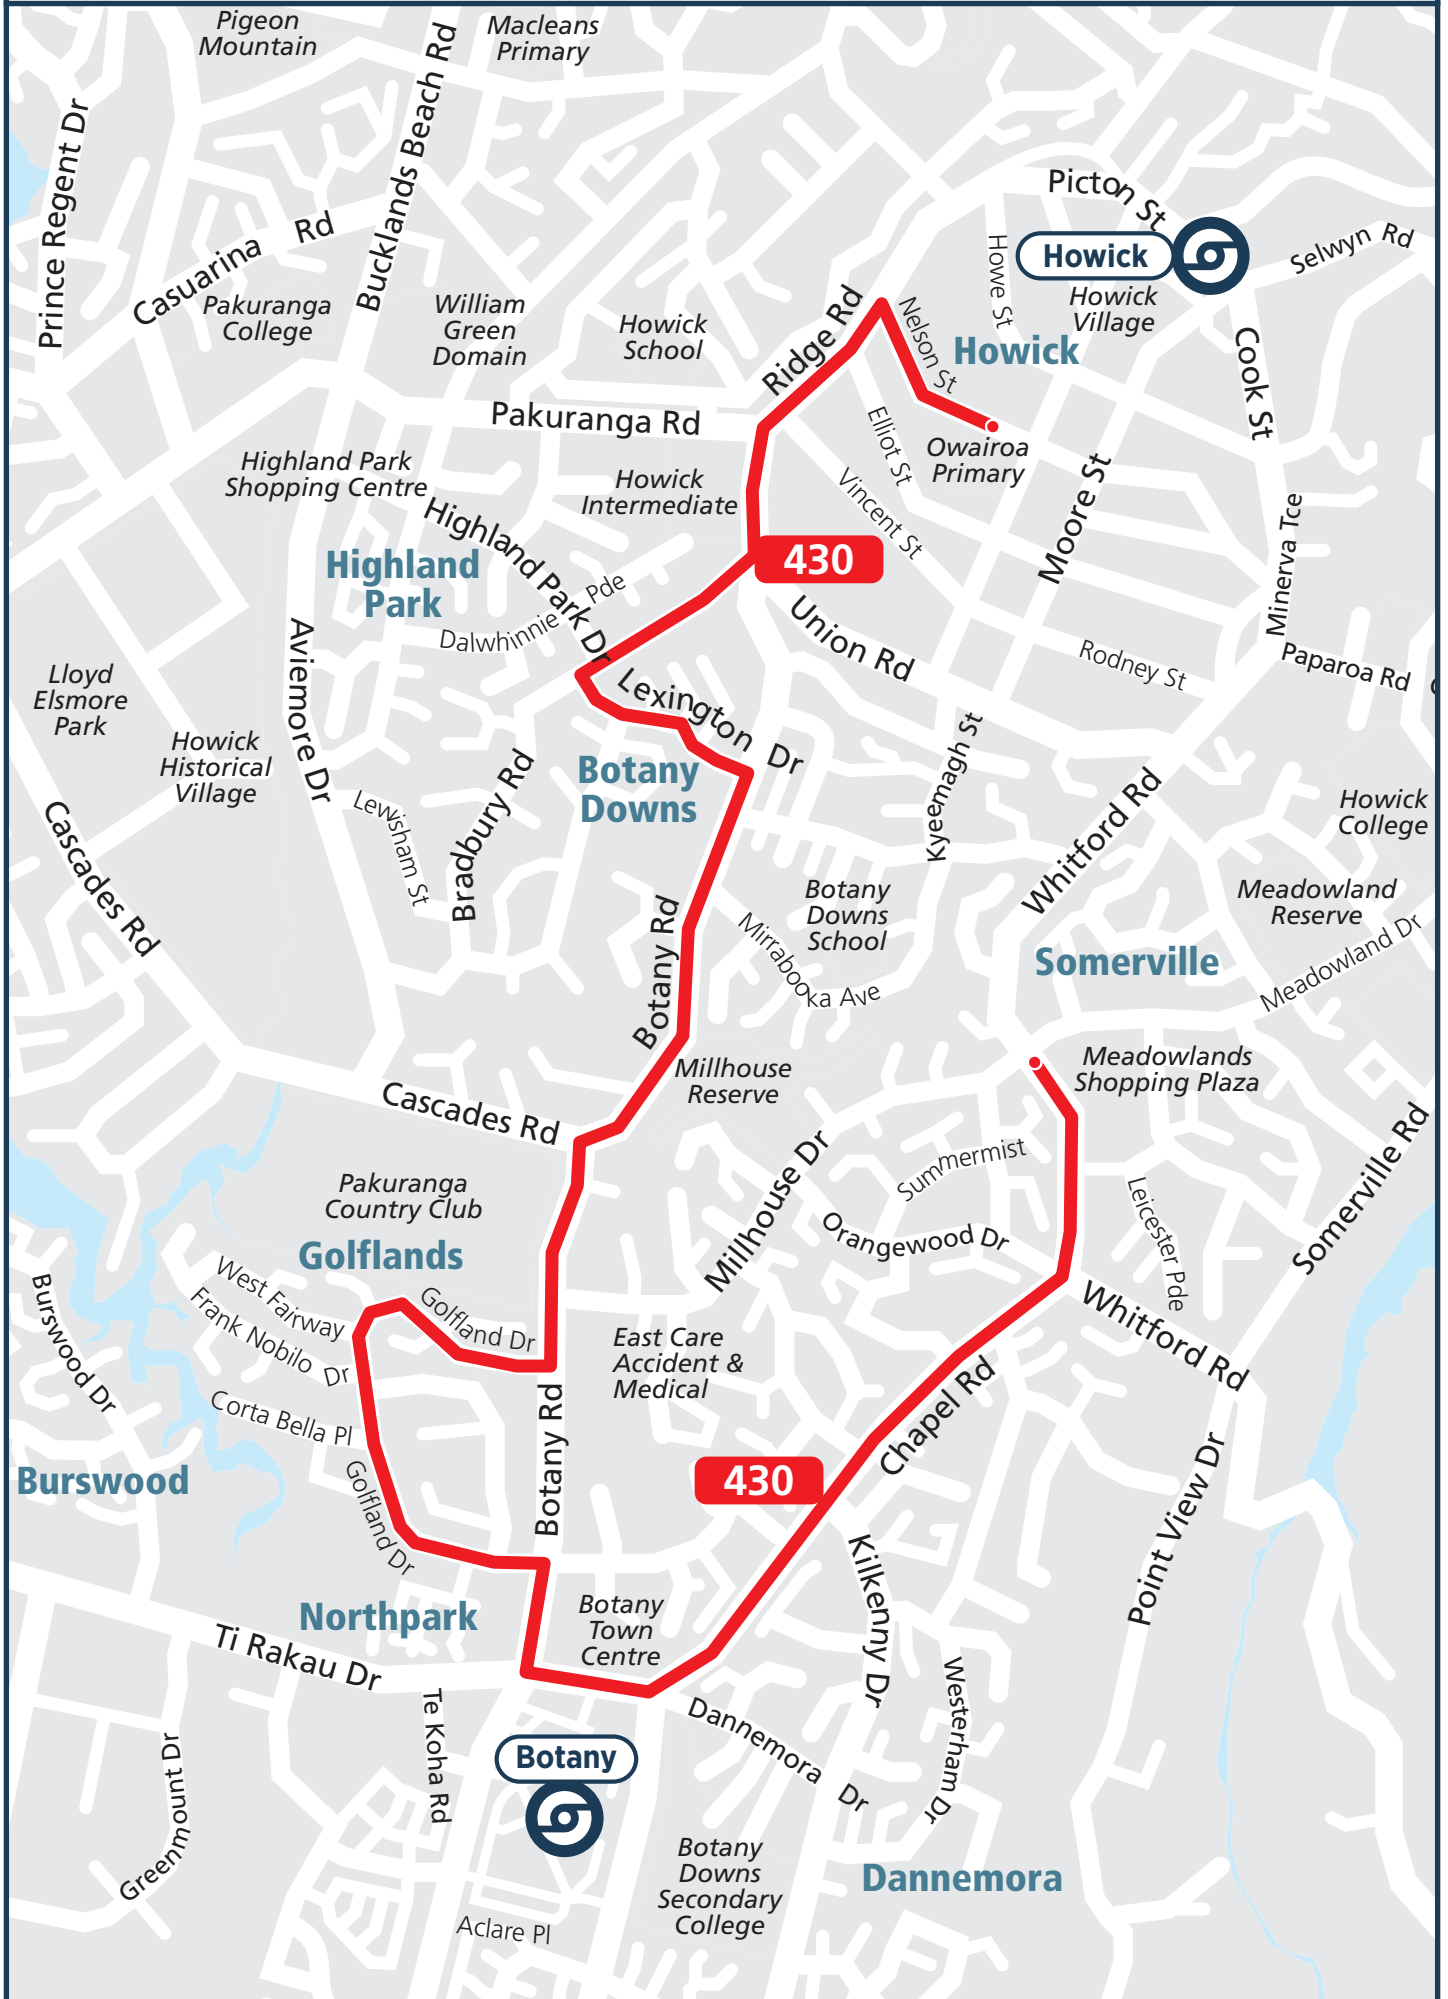 Pigeon
Mountain
Macleans
Primary
Prince Regent Dr
Bucklands Beach Rd
Casuarina Rd
Pakuranga
College
William
Green
Domain
Howick
School
Ridge Rd
Nelson St
Howe St
Picton St
Howick
Howick
Village
Selwyn Rd
Howick
Cook St
Pakuranga Rd
Elliot St
Owairoa
Primary
Highland Park
Shopping Centre
Howick
Intermediate
Vincent St
Moore St
Minerva Tce
Highland Park Dr
Highland
Park
430
Dalwhinnie Pde
Union Rd
Rodney St
Paparoa Rd
Lloyd
Elsmore
Park
Aviemore Dr
Lexington Dr
Howick
Historical
Village
Botany
Downs
Kyeemagh St
Whitford Rd
Howick
College
Lewisham St
Bradbury Rd
Cascades Rd
Botany Rd
Botany
Downs
School
Mirrabooka Ave
Meadowland
Reserve
Meadowland Dr
Somerville
Millhouse
Reserve
Meadowlands
Shopping Plaza
Cascades Rd
Millhouse Dr
Summermist
Orangewood Dr
Leicester Pde
Somerville Rd
Pakuranga
Country Club
Golflands
West Fairway
Frank Nobilo Dr
Golfland Dr
Burswood Dr
Corta Bella Pl
East Care
Accident &
Medical
Whitford Rd
Chapel Rd
Botany Rd
Burswood
Golfland Dr
430
Kilkenny Dr
Point View Dr
Northpark
Botany
Town
Centre
Ti Rakau Dr
Te Koha Rd
Dannemora Dr
Westerham Dr
Greenmount Dr
Botany
Botany
Downs
Secondary
College
Dannemora
Aclare Pl